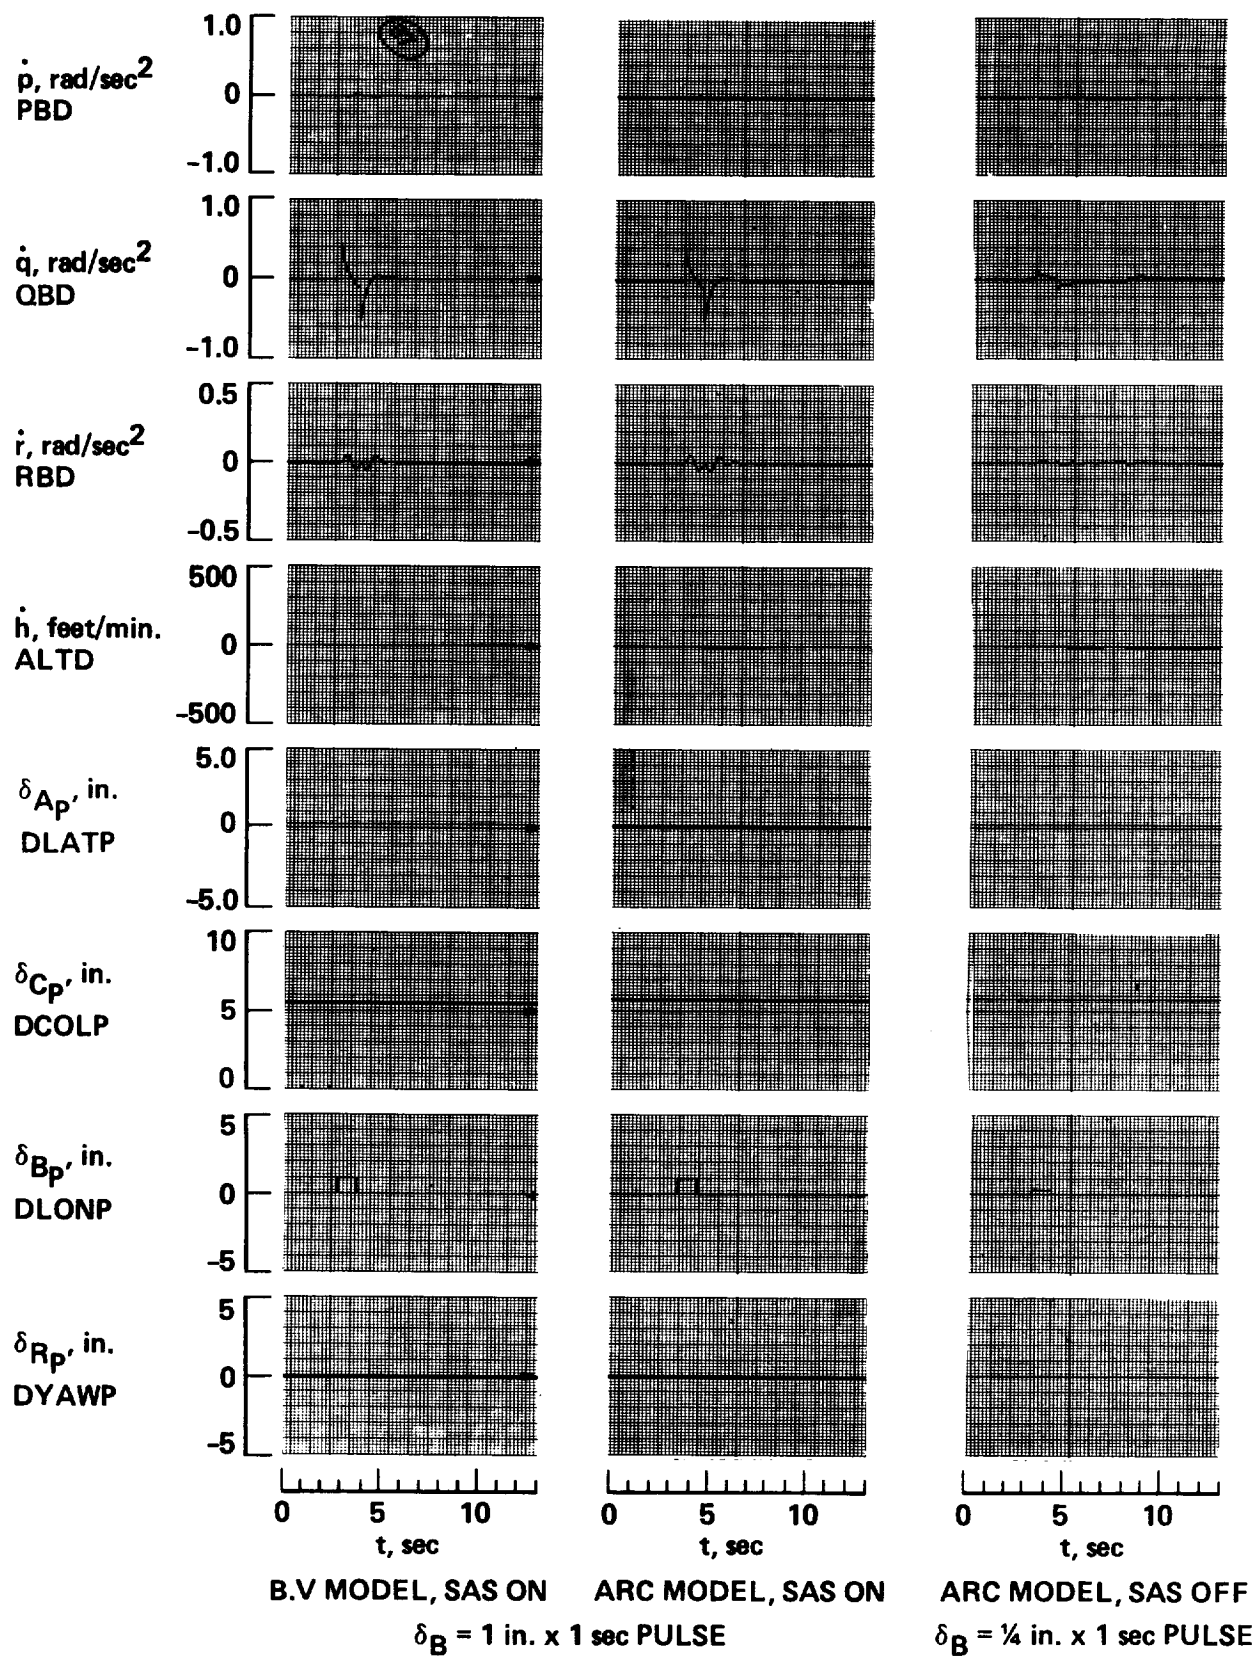 1.0
ṗ, rad/sec²
PBD
0
-1.0
1.0
q̇, rad/sec²
QBD
0
-1.0
0.5
ṙ, rad/sec²
RBD
0
-0.5
500
ḣ, feet/min.
ALTD
0
-500
5.0
δAP, in.
DLATP
0
-5.0
10
δCP, in.
DCOLP
5
0
5
δBP, in.
DLONP
0
-5
5
δRP, in.
DYAWP
0
-5
0 5 10 0 5 10 0 5 10
t, sec t, sec t, sec
B.V MODEL, SAS ON ARC MODEL, SAS ON ARC MODEL, SAS OFF
δB = 1 in. x 1 sec PULSE δB = ¼ in. x 1 sec PULSE